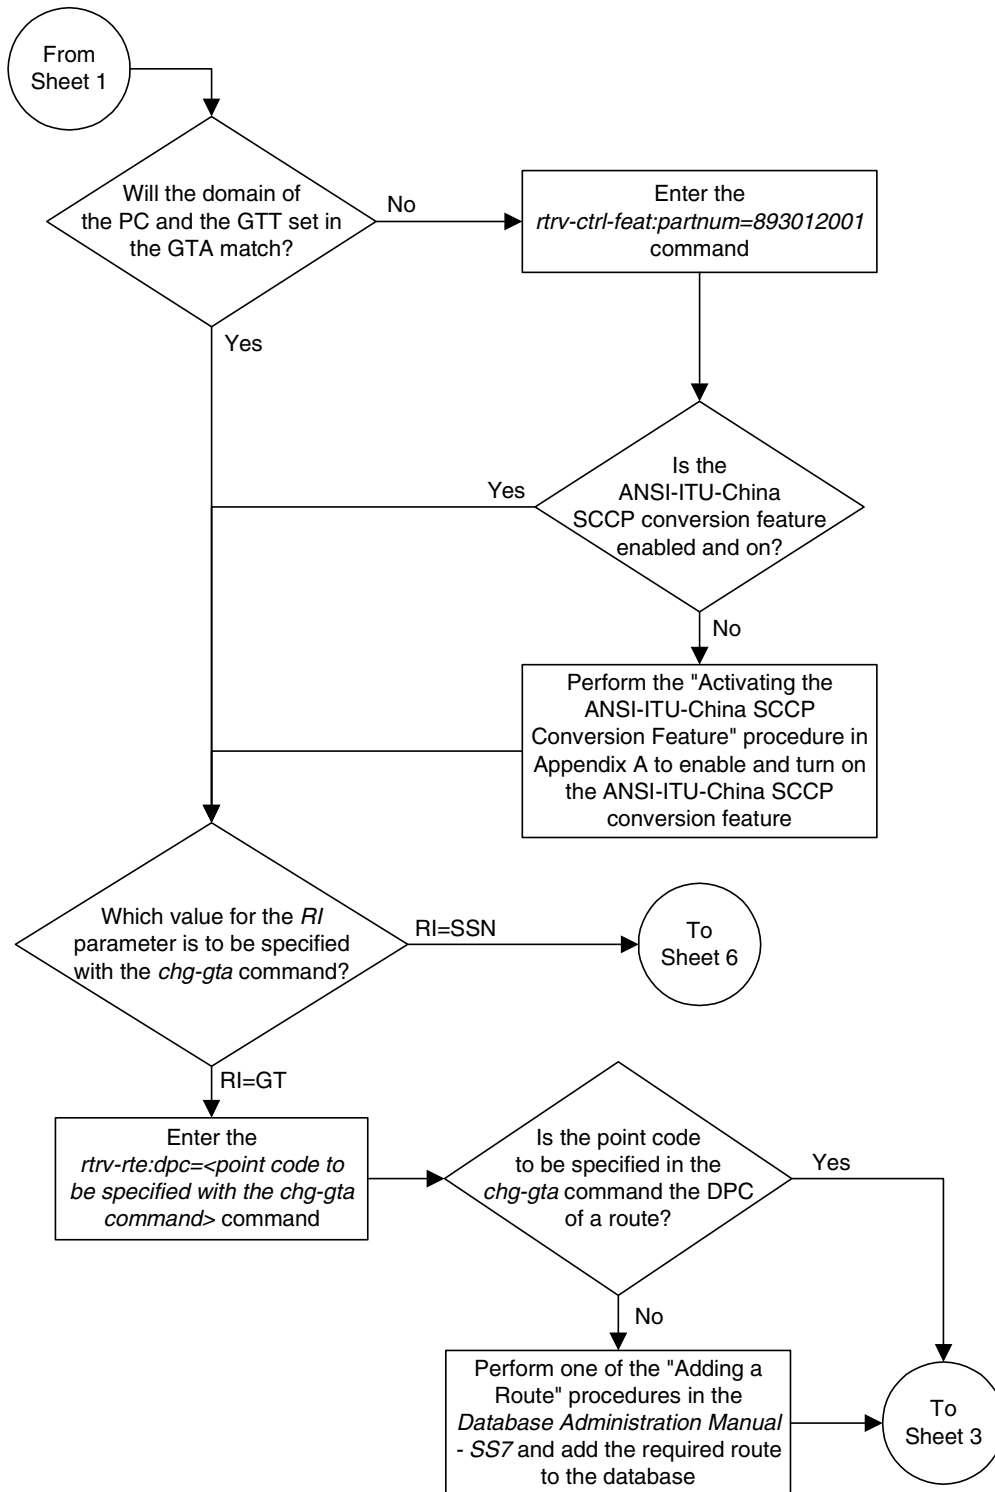 From
Sheet 1
Will the domain of
the PC and the GTT set in
the GTA match?
No
Enter the
rtrv-ctrl-feat:partnum=893012001
command
Yes
Is the
ANSI-ITU-China
SCCP conversion feature
enabled and on?
Yes
No
Perform the "Activating the
ANSI-ITU-China SCCP
Conversion Feature" procedure in
Appendix A to enable and turn on
the ANSI-ITU-China SCCP
conversion feature
Which value for the RI
parameter is to be specified
with the chg-gta command?
RI=SSN
To
Sheet 6
RI=GT
Enter the
rtrv-rte:dpc=<point code to
be specified with the chg-gta
command> command
Is the point code
to be specified in the
chg-gta command the DPC
of a route?
Yes
No
Perform one of the "Adding a
Route" procedures in the
Database Administration Manual
- SS7 and add the required route
to the database
To
Sheet 3